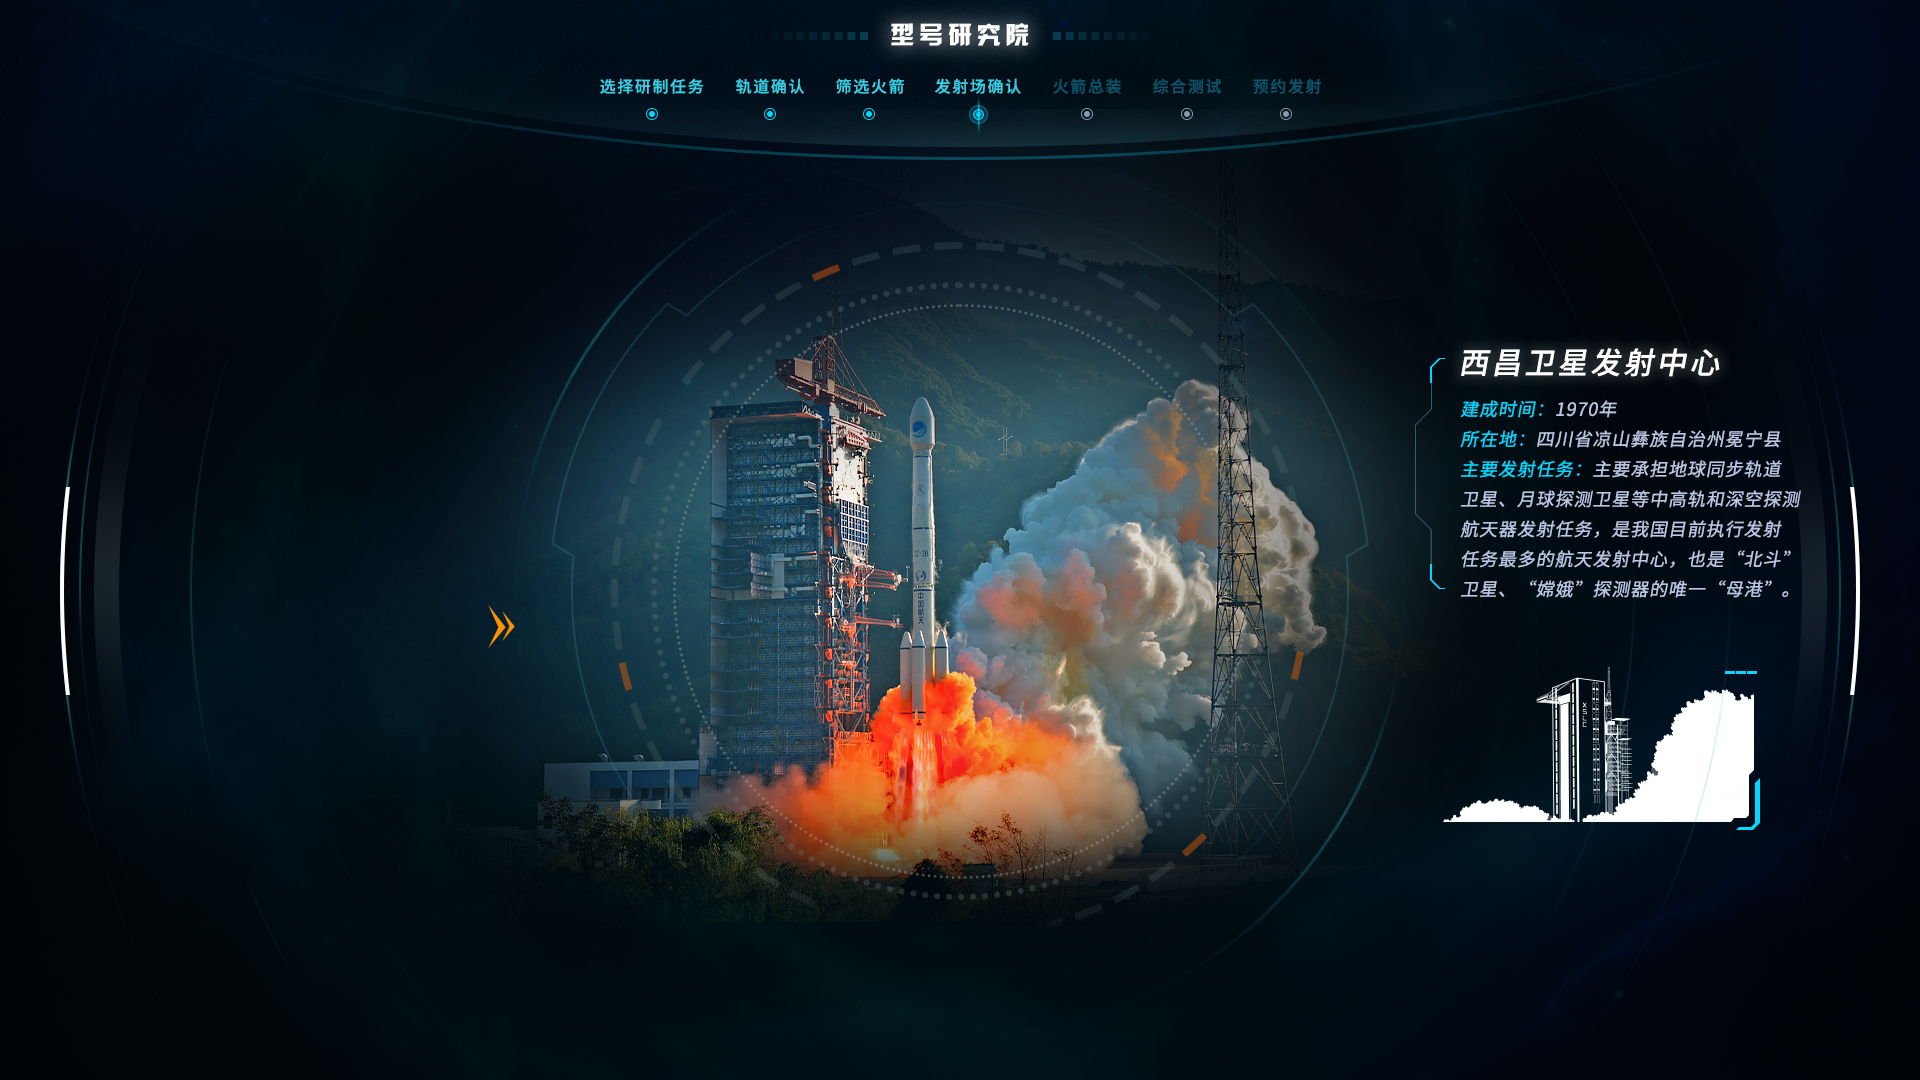 型号研究院
选择研制任务 轨道确认 筛选火箭 发射场确认 火箭总装 综合测试 预约发射
西昌卫星发射中心
建成时间：1970年
所在地：四川省凉山彝族自治州冕宁县
主要发射任务：主要承担地球同步轨道
卫星、月球探测卫星等中高轨和深空探测
航天器发射任务，是我国目前执行发射
任务最多的航天发射中心，也是“北斗”
卫星、“嫦娥”探测器的唯一“母港”。
CZ-3B
中国航天
XSLC